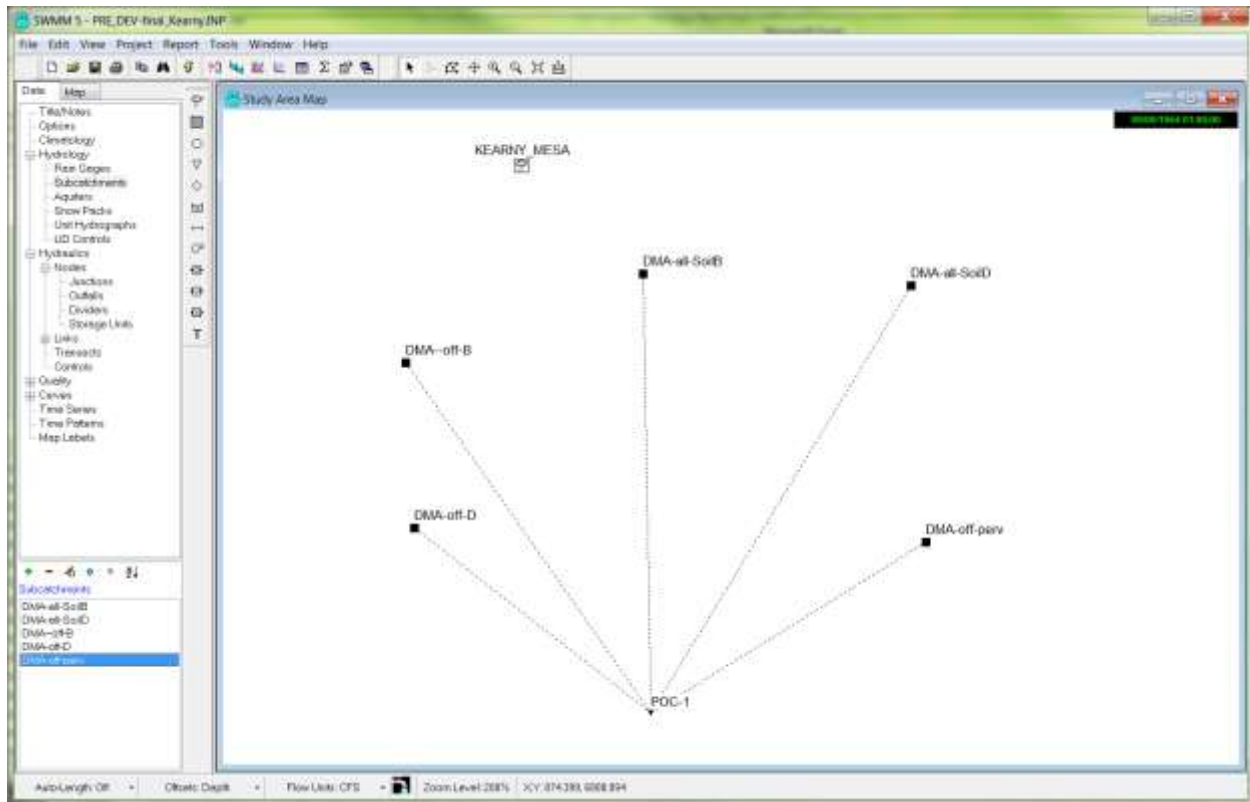 SWMM 5 - PRE_DEV-final_Kearny.INP
File Edit View Project Report Tools Window Help
Data Map
Title/Notes
Options
Climatology
Hydrology
Rain Gages
Subcatchments
Aquifers
Snow Packs
Unit Hydrographs
LID Controls
Hydraulics
Nodes
Junctions
Outfalls
Dividers
Storage Units
Links
Transects
Controls
Quality
Curves
Time Series
Time Patterns
Map Labels
Subcatchments
DMA-all-SoilB
DMA-all-SoilD
DMA--off-B
DMA-off-D
DMA-off-perv
Study Area Map
KEARNY_MESA
DMA-all-SoilB
DMA-all-SoilD
DMA--off-B
DMA-off-D
DMA-off-perv
POC-1
Auto-Length: Off Offsets: Depth Flow Units: CFS Zoom Level: 200%